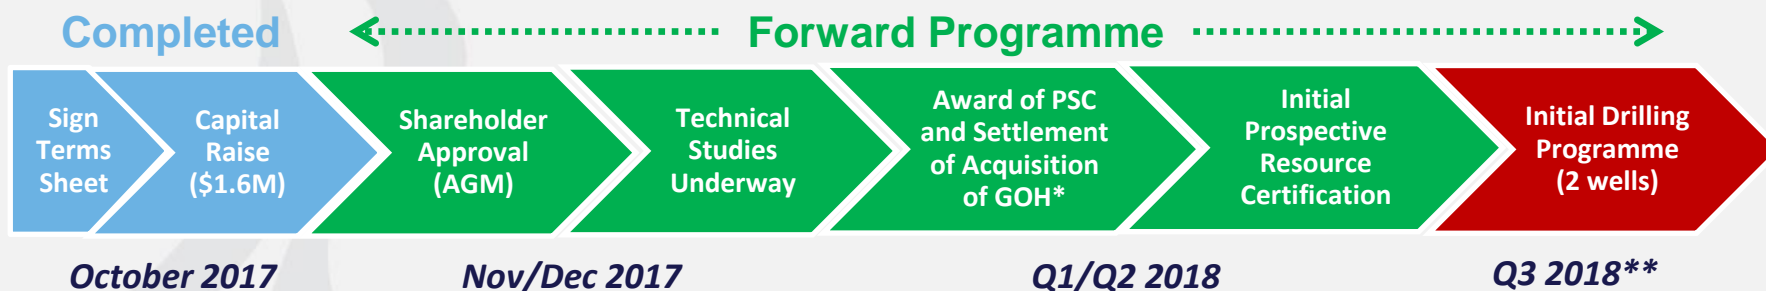 Completed
Forward Programme
Sign
Terms
Sheet
Capital
Raise
($1.6M)
Shareholder
Approval
(AGM)
Technical
Studies
Underway
Award of PSC
and Settlement
of Acquisition
of GOH*
Initial
Prospective
Resource
Certification
Initial Drilling
Programme
(2 wells)
October 2017
Nov/Dec 2017
Q1/Q2 2018
Q3 2018**